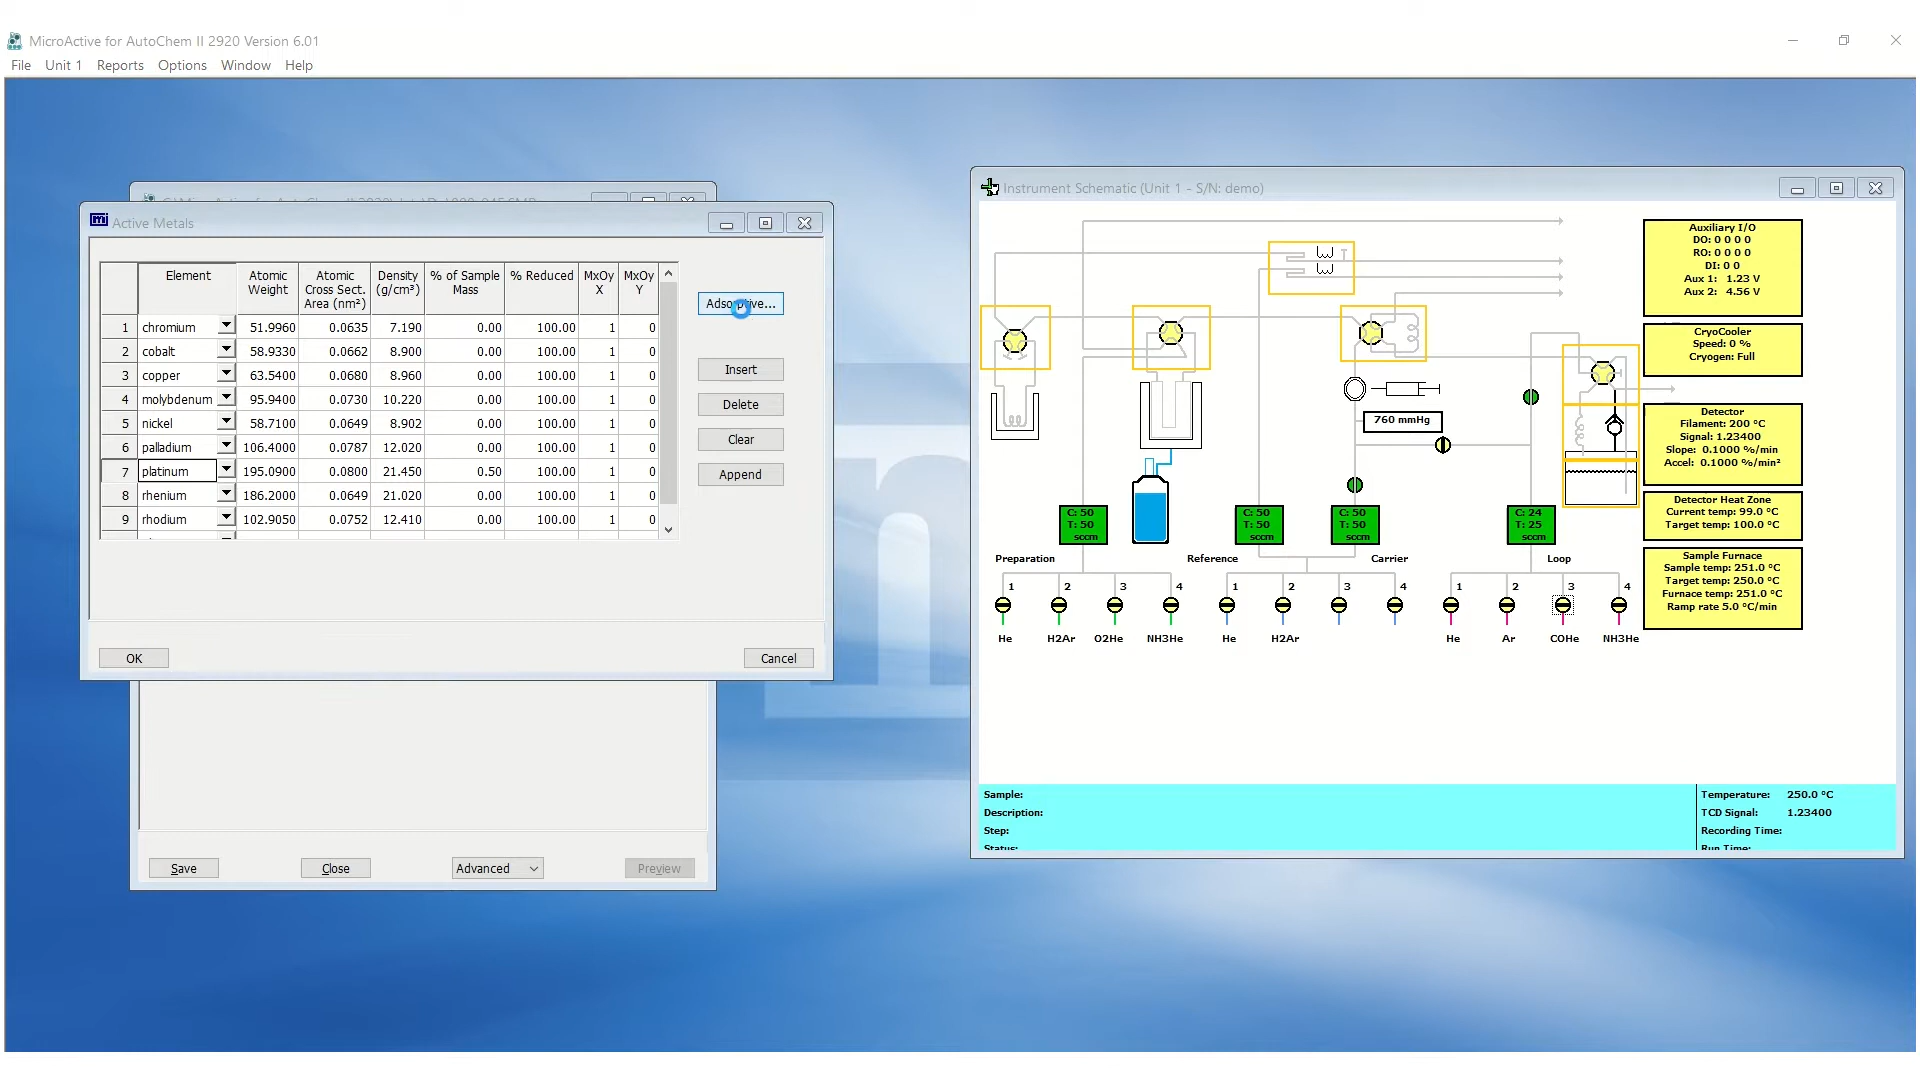 MicroActive for AutoChem II 2920 Version 6.01
File Unit 1 Reports Options Window Help
Active Metals
Element Atomic Weight Atomic Cross Sect. Area (nm²) Density (g/cm³) % of Sample Mass % Reduced MxOy X MxOy Y
1 chromium 51.9960 0.0635 7.190 0.00 100.00 1 0
2 cobalt 58.9330 0.0662 8.900 0.00 100.00 1 0
3 copper 63.5400 0.0680 8.960 0.00 100.00 1 0
4 molybdenum 95.9400 0.0730 10.220 0.00 100.00 1 0
5 nickel 58.7100 0.0649 8.902 0.00 100.00 1 0
6 palladium 106.4000 0.0787 12.020 0.00 100.00 1 0
7 platinum 195.0900 0.0800 21.450 0.50 100.00 1 0
8 rhenium 186.2000 0.0649 21.020 0.00 100.00 1 0
9 rhodium 102.9050 0.0752 12.410 0.00 100.00 1 0
Adsorptive...
Insert
Delete
Clear
Append
OK Cancel
Save Close Advanced Preview
Instrument Schematic (Unit 1 - S/N: demo)
Auxiliary I/O
DO: 0 0 0 0
RO: 0 0 0 0
DI: 0 0
Aux 1: 1.23 V
Aux 2: 4.56 V
CryoCooler
Speed: 0 %
Cryogen: Full
Detector
Filament: 200 °C
Signal: 1.23400
Slope: 0.1000 %/min
Accel: 0.1000 %/min²
Detector Heat Zone
Current temp: 99.0 °C
Target temp: 100.0 °C
Sample Furnace
Sample temp: 251.0 °C
Target temp: 250.0 °C
Furnace temp: 251.0 °C
Ramp rate 5.0 °C/min
760 mmHg
C: 50
T: 50
sccm
C: 50
T: 50
sccm
C: 50
T: 50
sccm
C: 24
T: 25
sccm
Preparation Reference Carrier Loop
1 2 3 4 1 2 3 4 1 2 3 4
He H2Ar O2He NH3He He H2Ar He Ar COHe NH3He
Sample:
Description:
Step:
Status:
Temperature: 250.0 °C
TCD Signal: 1.23400
Recording Time:
Run Time: